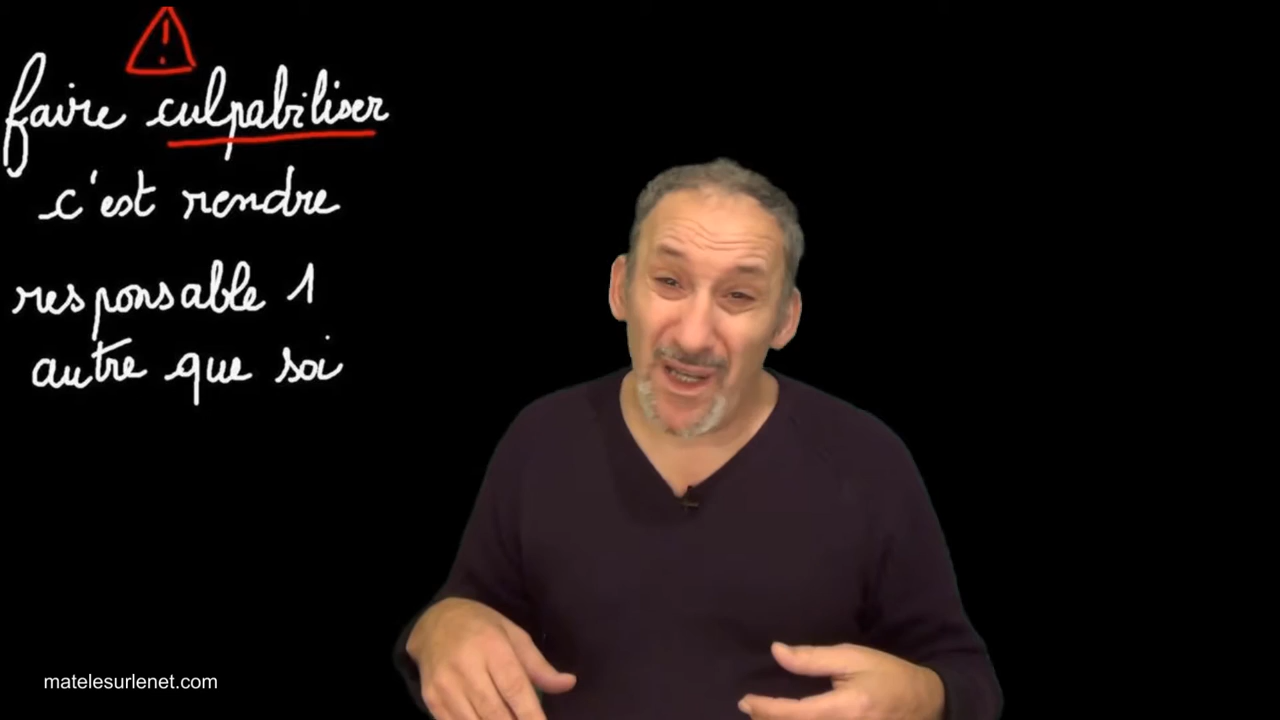 faire culpabiliser
c'est rendre
responsable 1
autre que soi
matelesurlenet.com